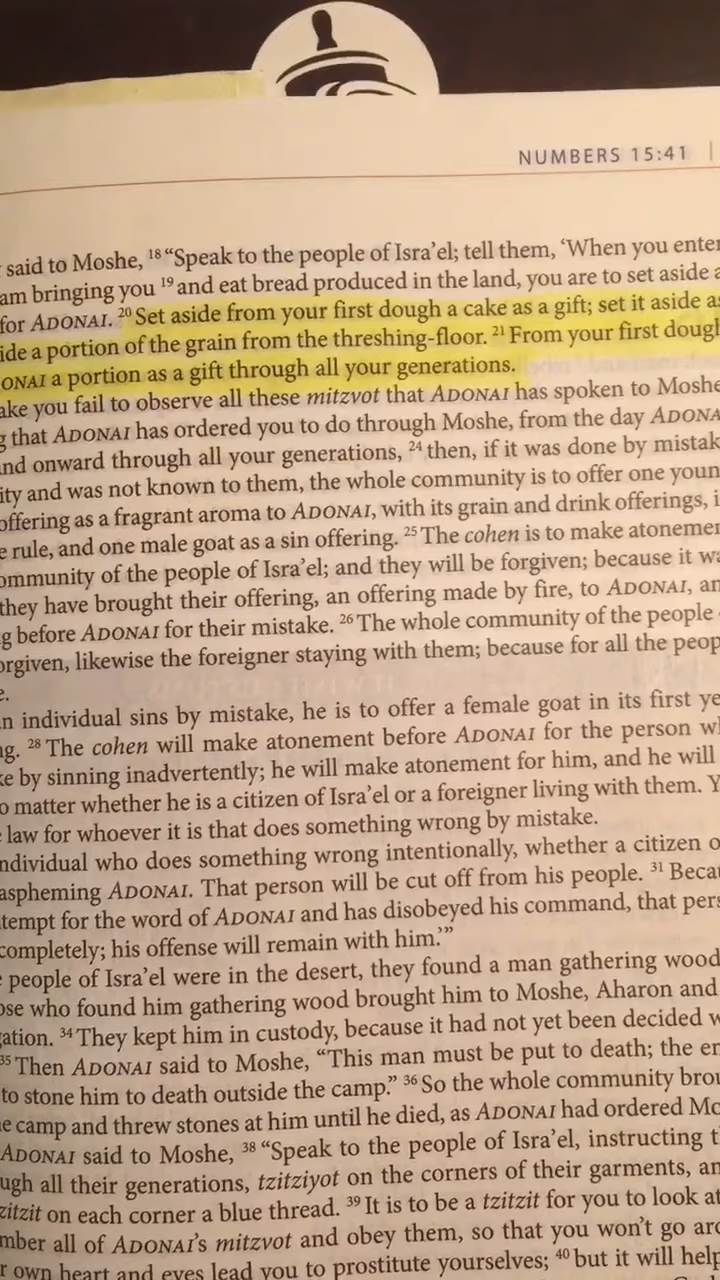 NUMBERS 15:41
said to Moshe, 18 “Speak to the people of Isra’el; tell them, ‘When you enter
am bringing you 19 and eat bread produced in the land, you are to set aside a
for ADONAI. 20 Set aside from your first dough a cake as a gift; set it aside as
ide a portion of the grain from the threshing-floor. 21 From your first dough
ONAI a portion as a gift through all your generations.
ake you fail to observe all these mitzvot that ADONAI has spoken to Moshe
g that ADONAI has ordered you to do through Moshe, from the day ADONA
nd onward through all your generations, 24 then, if it was done by mistak
ity and was not known to them, the whole community is to offer one youn
offering as a fragrant aroma to ADONAI, with its grain and drink offerings, i
e rule, and one male goat as a sin offering. 25 The cohen is to make atonemen
ommunity of the people of Isra’el; and they will be forgiven; because it wa
they have brought their offering, an offering made by fire, to ADONAI, an
g before ADONAI for their mistake. 26 The whole community of the people
orgiven, likewise the foreigner staying with them; because for all the peop
e.
n individual sins by mistake, he is to offer a female goat in its first ye
ng. 28 The cohen will make atonement before ADONAI for the person wh
ke by sinning inadvertently; he will make atonement for him, and he will
o matter whether he is a citizen of Isra’el or a foreigner living with them. Y
law for whoever it is that does something wrong by mistake.
ndividual who does something wrong intentionally, whether a citizen o
aspheming ADONAI. That person will be cut off from his people. 31 Becau
tempt for the word of ADONAI and has disobeyed his command, that pers
completely; his offense will remain with him.’”
people of Isra’el were in the desert, they found a man gathering wood
ose who found him gathering wood brought him to Moshe, Aharon and
gation. 34 They kept him in custody, because it had not yet been decided w
35 Then ADONAI said to Moshe, “This man must be put to death; the en
to stone him to death outside the camp.” 36 So the whole community brou
e camp and threw stones at him until he died, as ADONAI had ordered Mo
ADONAI said to Moshe, 38 “Speak to the people of Isra’el, instructing t
ugh all their generations, tzitziyot on the corners of their garments, an
zitzit on each corner a blue thread. 39 It is to be a tzitzit for you to look at
mber all of ADONAI’s mitzvot and obey them, so that you won’t go aro
r own heart and eyes lead you to prostitute yourselves; 40 but it will help